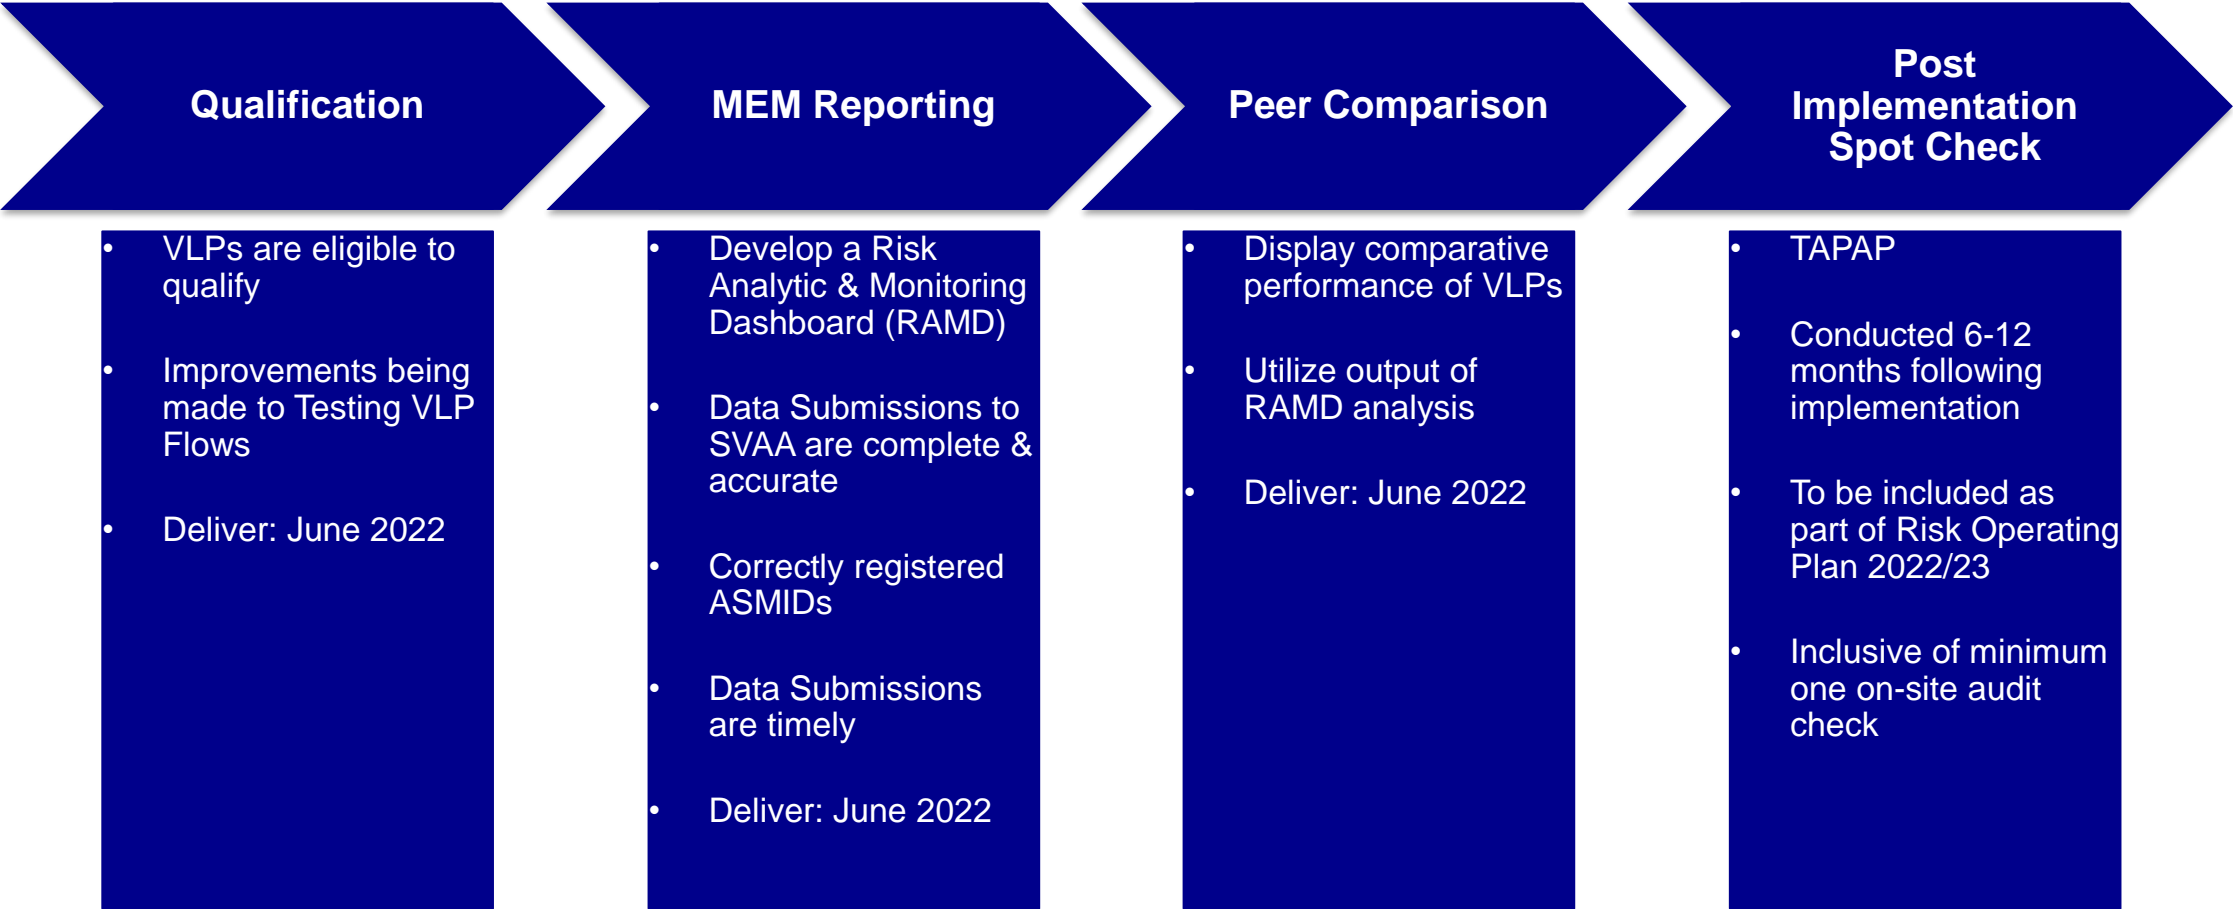 Qualification
• VLPs are eligible to
qualify
• Improvements being
made to Testing VLP
Flows
• Deliver: June 2022
MEM Reporting
• Develop a Risk
Analytic & Monitoring
Dashboard (RAMD)
• Data Submissions to
SVAA are complete &
accurate
• Correctly registered
ASMIDs
• Data Submissions
are timely
• Deliver: June 2022
Peer Comparison
• Display comparative
performance of VLPs
• Utilize output of
RAMD analysis
• Deliver: June 2022
Post
Implementation
Spot Check
• TAPAP
• Conducted 6-12
months following
implementation
• To be included as
part of Risk Operating
Plan 2022/23
• Inclusive of minimum
one on-site audit
check